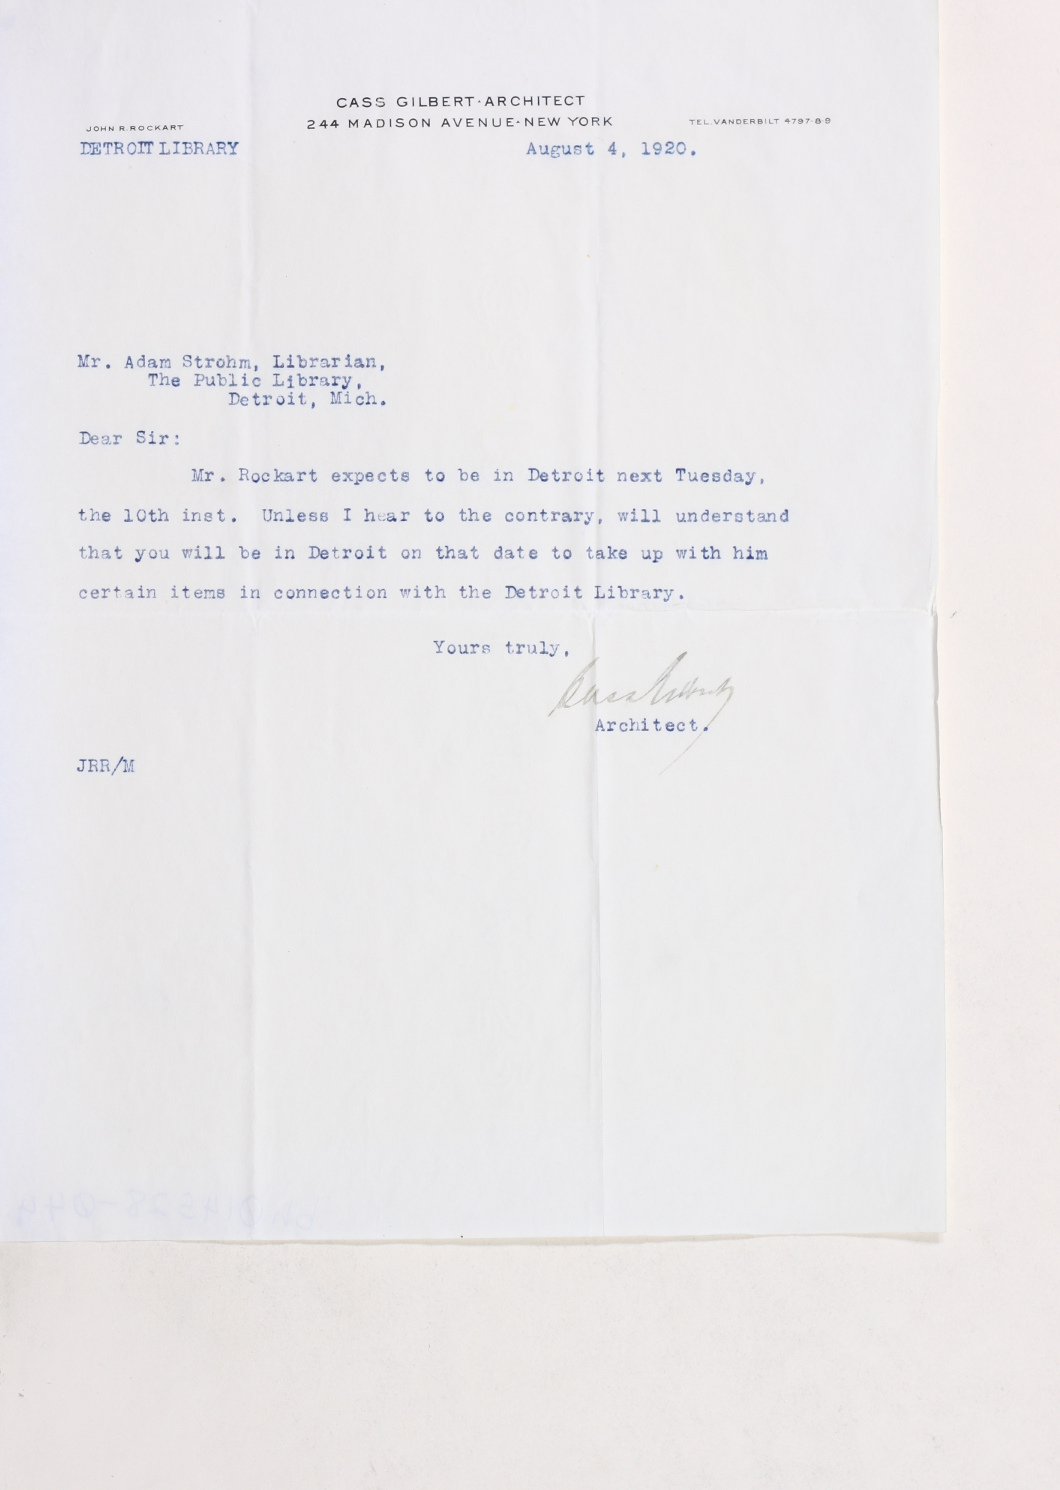 CASS GILBERT·ARCHITECT
244 MADISON AVENUE·NEW YORK
JOHN R. ROCKART
TEL. VANDERBILT 4797-8-9
DETROIT LIBRARY
August 4, 1920.
Mr. Adam Strohm, Librarian,
The Public Library,
Detroit, Mich.
Dear Sir:
Mr. Rockart expects to be in Detroit next Tuesday,
the 10th inst. Unless I hear to the contrary, will understand
that you will be in Detroit on that date to take up with him
certain items in connection with the Detroit Library.
Yours truly,
Cass Gilbert
Architect.
JRR/M